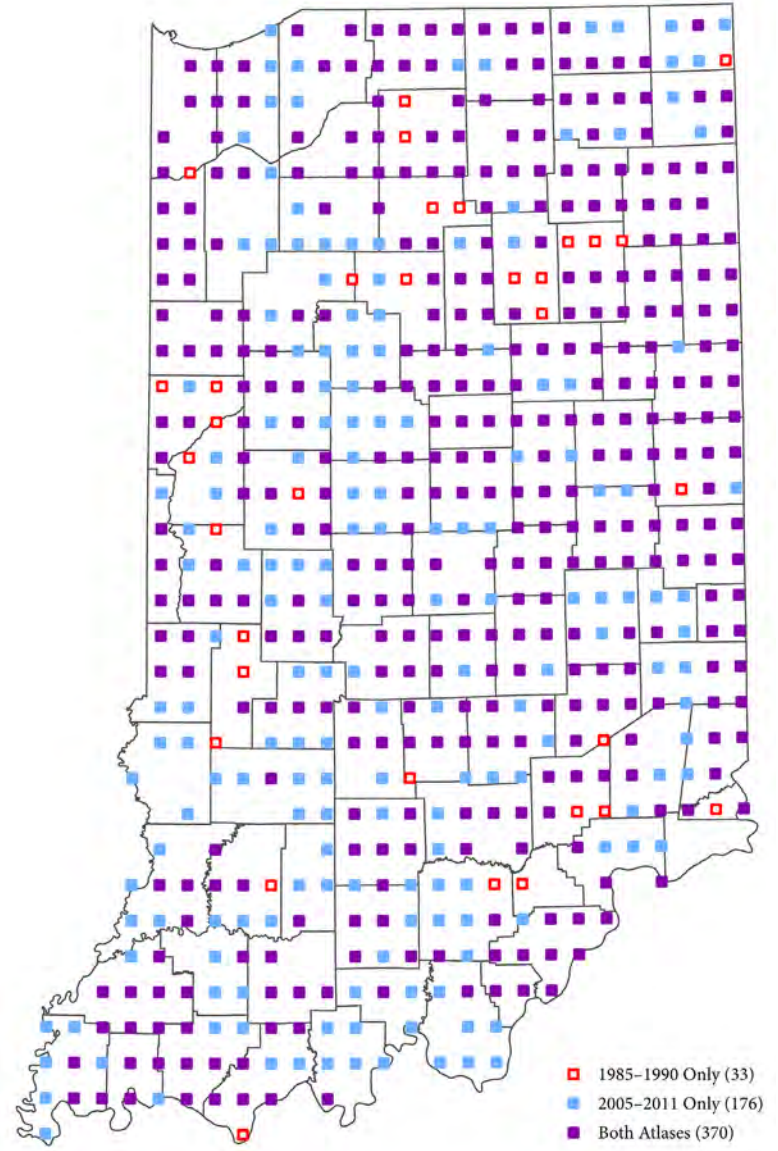 1985–1990 Only (33)
2005–2011 Only (176)
Both Atlases (370)